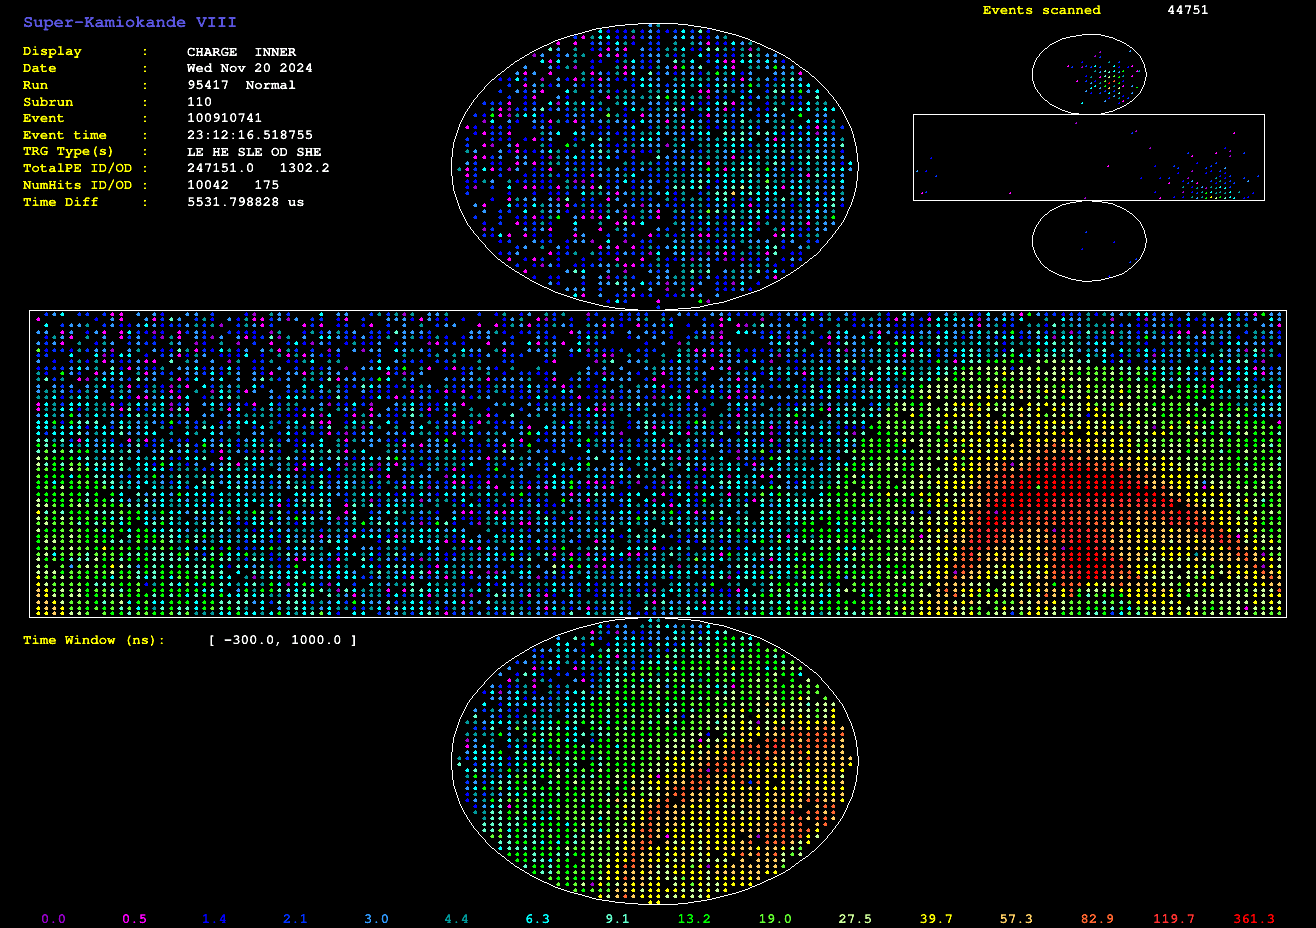 Super-Kamiokande VIII
Events scanned 44751
Display : CHARGE INNER
Date : Wed Nov 20 2024
Run : 95417 Normal
Subrun : 110
Event : 100910741
Event time : 23:12:16.518755
TRG Type(s) : LE HE SLE OD SHE
TotalPE ID/OD : 247151.0 1302.2
NumHits ID/OD : 10042 175
Time Diff : 5531.798828 us
Time Window (ns): [ -300.0, 1000.0 ]
0.0 0.5 1.4 2.1 3.0 4.4 6.3 9.1 13.2 19.0 27.5 39.7 57.3 82.9 119.7 361.3